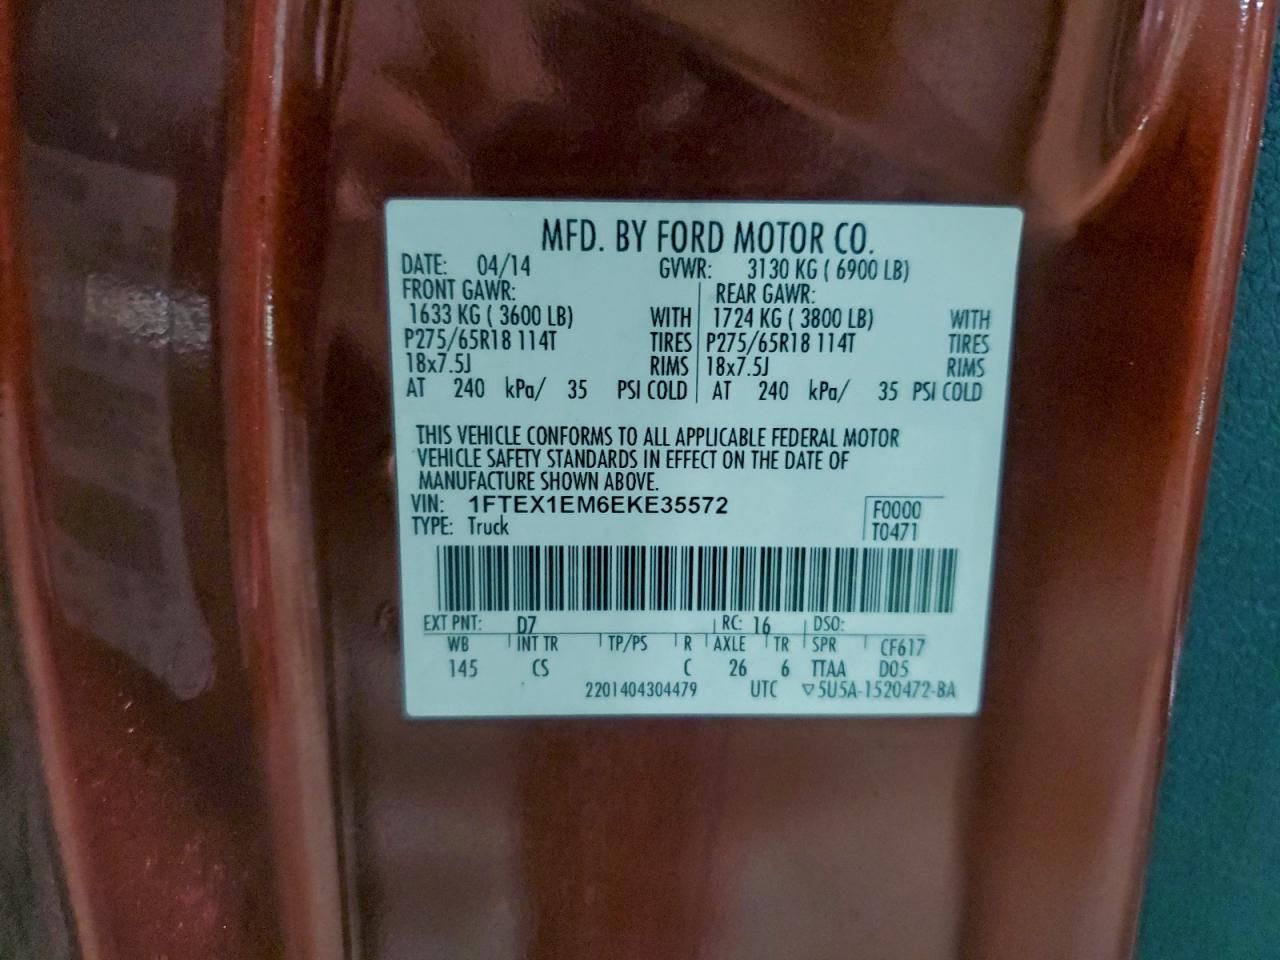 MFD. BY FORD MOTOR CO.
DATE: 04/14 GVWR: 3130 KG ( 6900 LB)
FRONT GAWR: REAR GAWR:
1633 KG ( 3600 LB) WITH 1724 KG ( 3800 LB) WITH
P275/65R18 114T TIRES P275/65R18 114T TIRES
18x7.5J RIMS 18x7.5J RIMS
AT 240 kPa/ 35 PSI COLD AT 240 kPa/ 35 PSI COLD
THIS VEHICLE CONFORMS TO ALL APPLICABLE FEDERAL MOTOR
VEHICLE SAFETY STANDARDS IN EFFECT ON THE DATE OF
MANUFACTURE SHOWN ABOVE.
VIN: 1FTEX1EM6EKE35572 F0000
TYPE: Truck T0471
EXT PNT: D7 RC: 16 DSO:
WB INT TR TP/PS R AXLE TR SPR CF617
145 CS C 26 6 TTAA D05
2201404304479 UTC ▽5U5A-1520472-BA